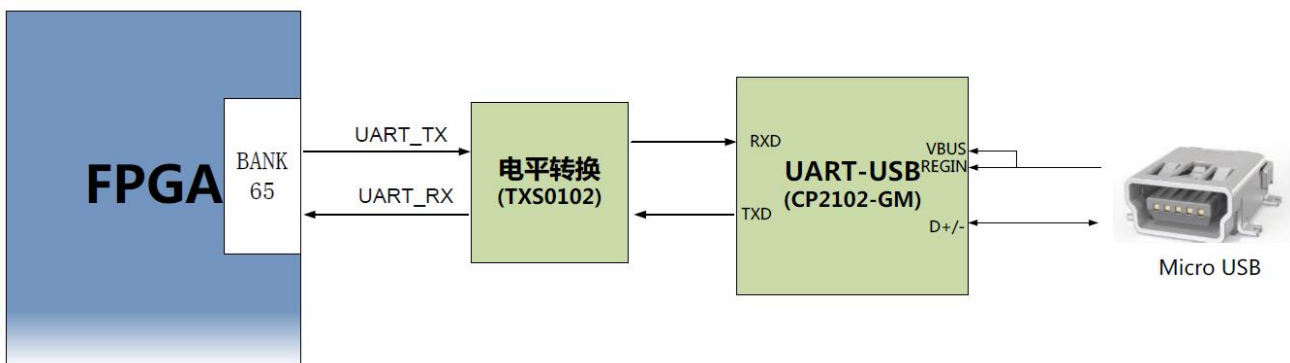 FPGA
BANK
65
UART_TX
UART_RX
电平转换
(TXS0102)
RXD
TXD
UART-USB
(CP2102-GM)
VBUS
REGIN
D+/-
Micro USB